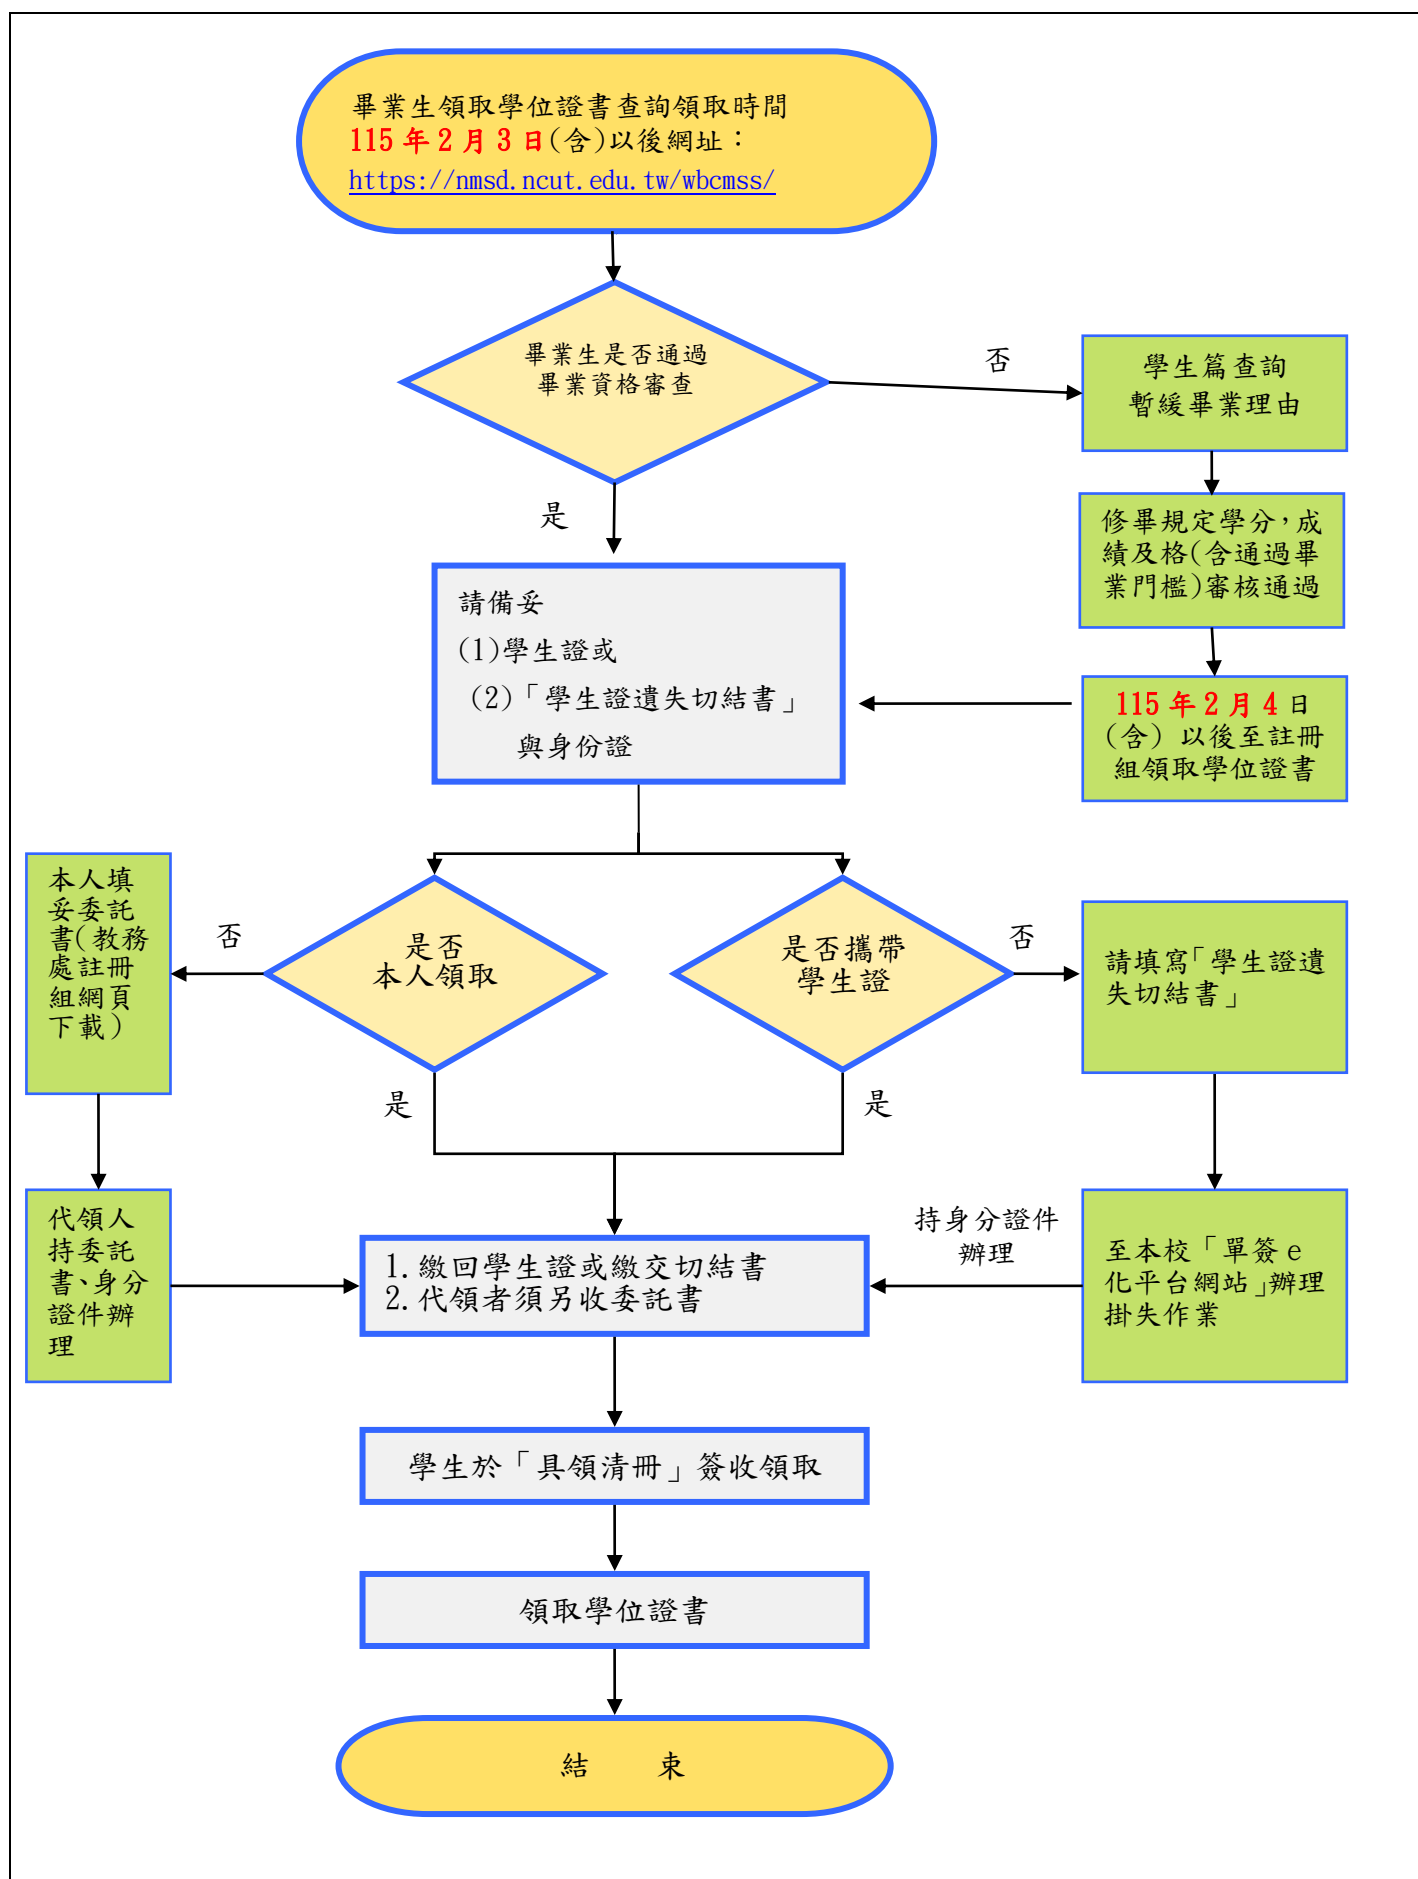 畢業生領取學位證書查詢領取時間
115年2月3日(含)以後網址：
https://nmsd.ncut.edu.tw/wbcmss/
畢業生是否通過
畢業資格審查
否
學生篇查詢
暫緩畢業理由
是
修畢規定學分，成
績及格(含通過畢
業門檻)審核通過
請備妥
(1)學生證或
(2)「學生證遺失切結書」
與身份證
115年2月4日
(含) 以後至註冊
組領取學位證書
本人填
妥委託
書(教務
處註冊
組網頁
下載)
否
是否
本人領取
是否攜帶
學生證
否
請填寫「學生證遺
失切結書」
是
是
代領人
持委託
書、身分
證件辦
理
1.繳回學生證或繳交切結書
2.代領者須另收委託書
持身分證件
辦理
至本校「單簽e
化平台網站」辦理
掛失作業
學生於「具領清冊」簽收領取
領取學位證書
結 束